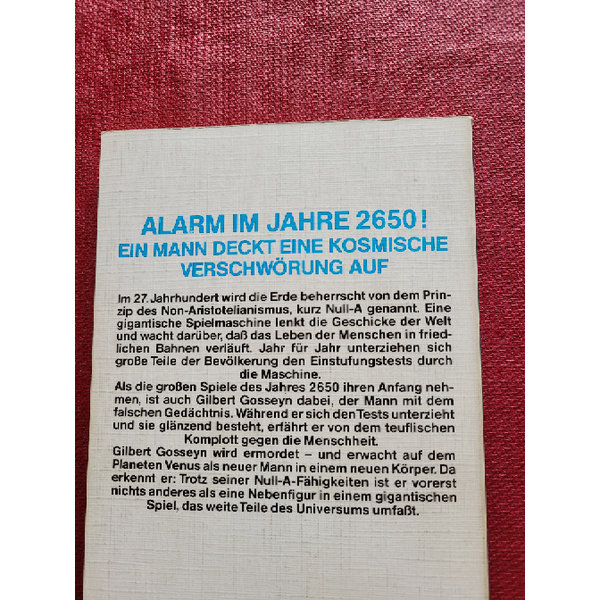 ALARM IM JAHRE 2650!
EIN MANN DECKT EINE KOSMISCHE
VERSCHWÖRUNG AUF
Im 27. Jahrhundert wird die Erde beherrscht von dem Prin-
zip des Non-Aristotelianismus, kurz Null-A genannt. Eine
gigantische Spielmaschine lenkt die Geschicke der Welt
und wacht darüber, daß das Leben der Menschen in fried-
lichen Bahnen verläuft. Jahr für Jahr unterziehen sich
große Teile der Bevölkerung den Einstufungstests durch
die Maschine.
Als die großen Spiele des Jahres 2650 ihren Anfang neh-
men, ist auch Gilbert Gosseyn dabei, der Mann mit dem
falschen Gedächtnis. Während er sich den Tests unterzieht
und sie glänzend besteht, erfährt er von dem teuflischen
Komplott gegen die Menschheit.
Gilbert Gosseyn wird ermordet – und erwacht auf dem
Planeten Venus als neuer Mann in einem neuen Körper. Da
erkennt er: Trotz seiner Null-A-Fähigkeiten ist er vorerst
nichts anderes als eine Nebenfigur in einem gigantischen
Spiel, das weite Teile des Universums umfaßt.